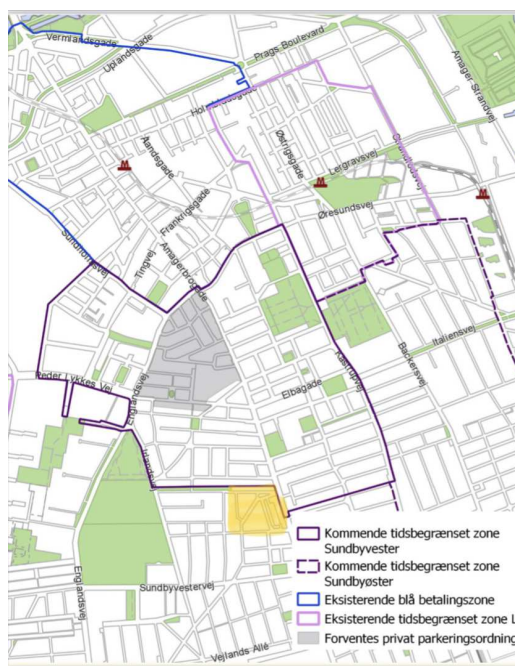 Vermlandsgade
Uplandsgade
Prags Boulevard
Amager Strandvej
Holmbladsgade
Østrigsgade
Strandlodsvej
Lergravsvej
Ålandsgade
M
M
M
Frankrigsgade
Øresundsvej
Sundholmsvej
Tingvej
Amagerbrogade
Kastrupvej
Backersvej
Italiensvej
Peder Lykkes Vej
Englandsvej
Elbagade
Irlandsvej
Englandsvej
Sundbyvestervej
Vejlands Allé
Kommende tidsbegrænset zone
Sundbyvester
Kommende tidsbegrænset zone
Sundbyøster
Eksisterende blå betalingszone
Eksisterende tidsbegrænset zone L
Forventes privat parkeringsordning